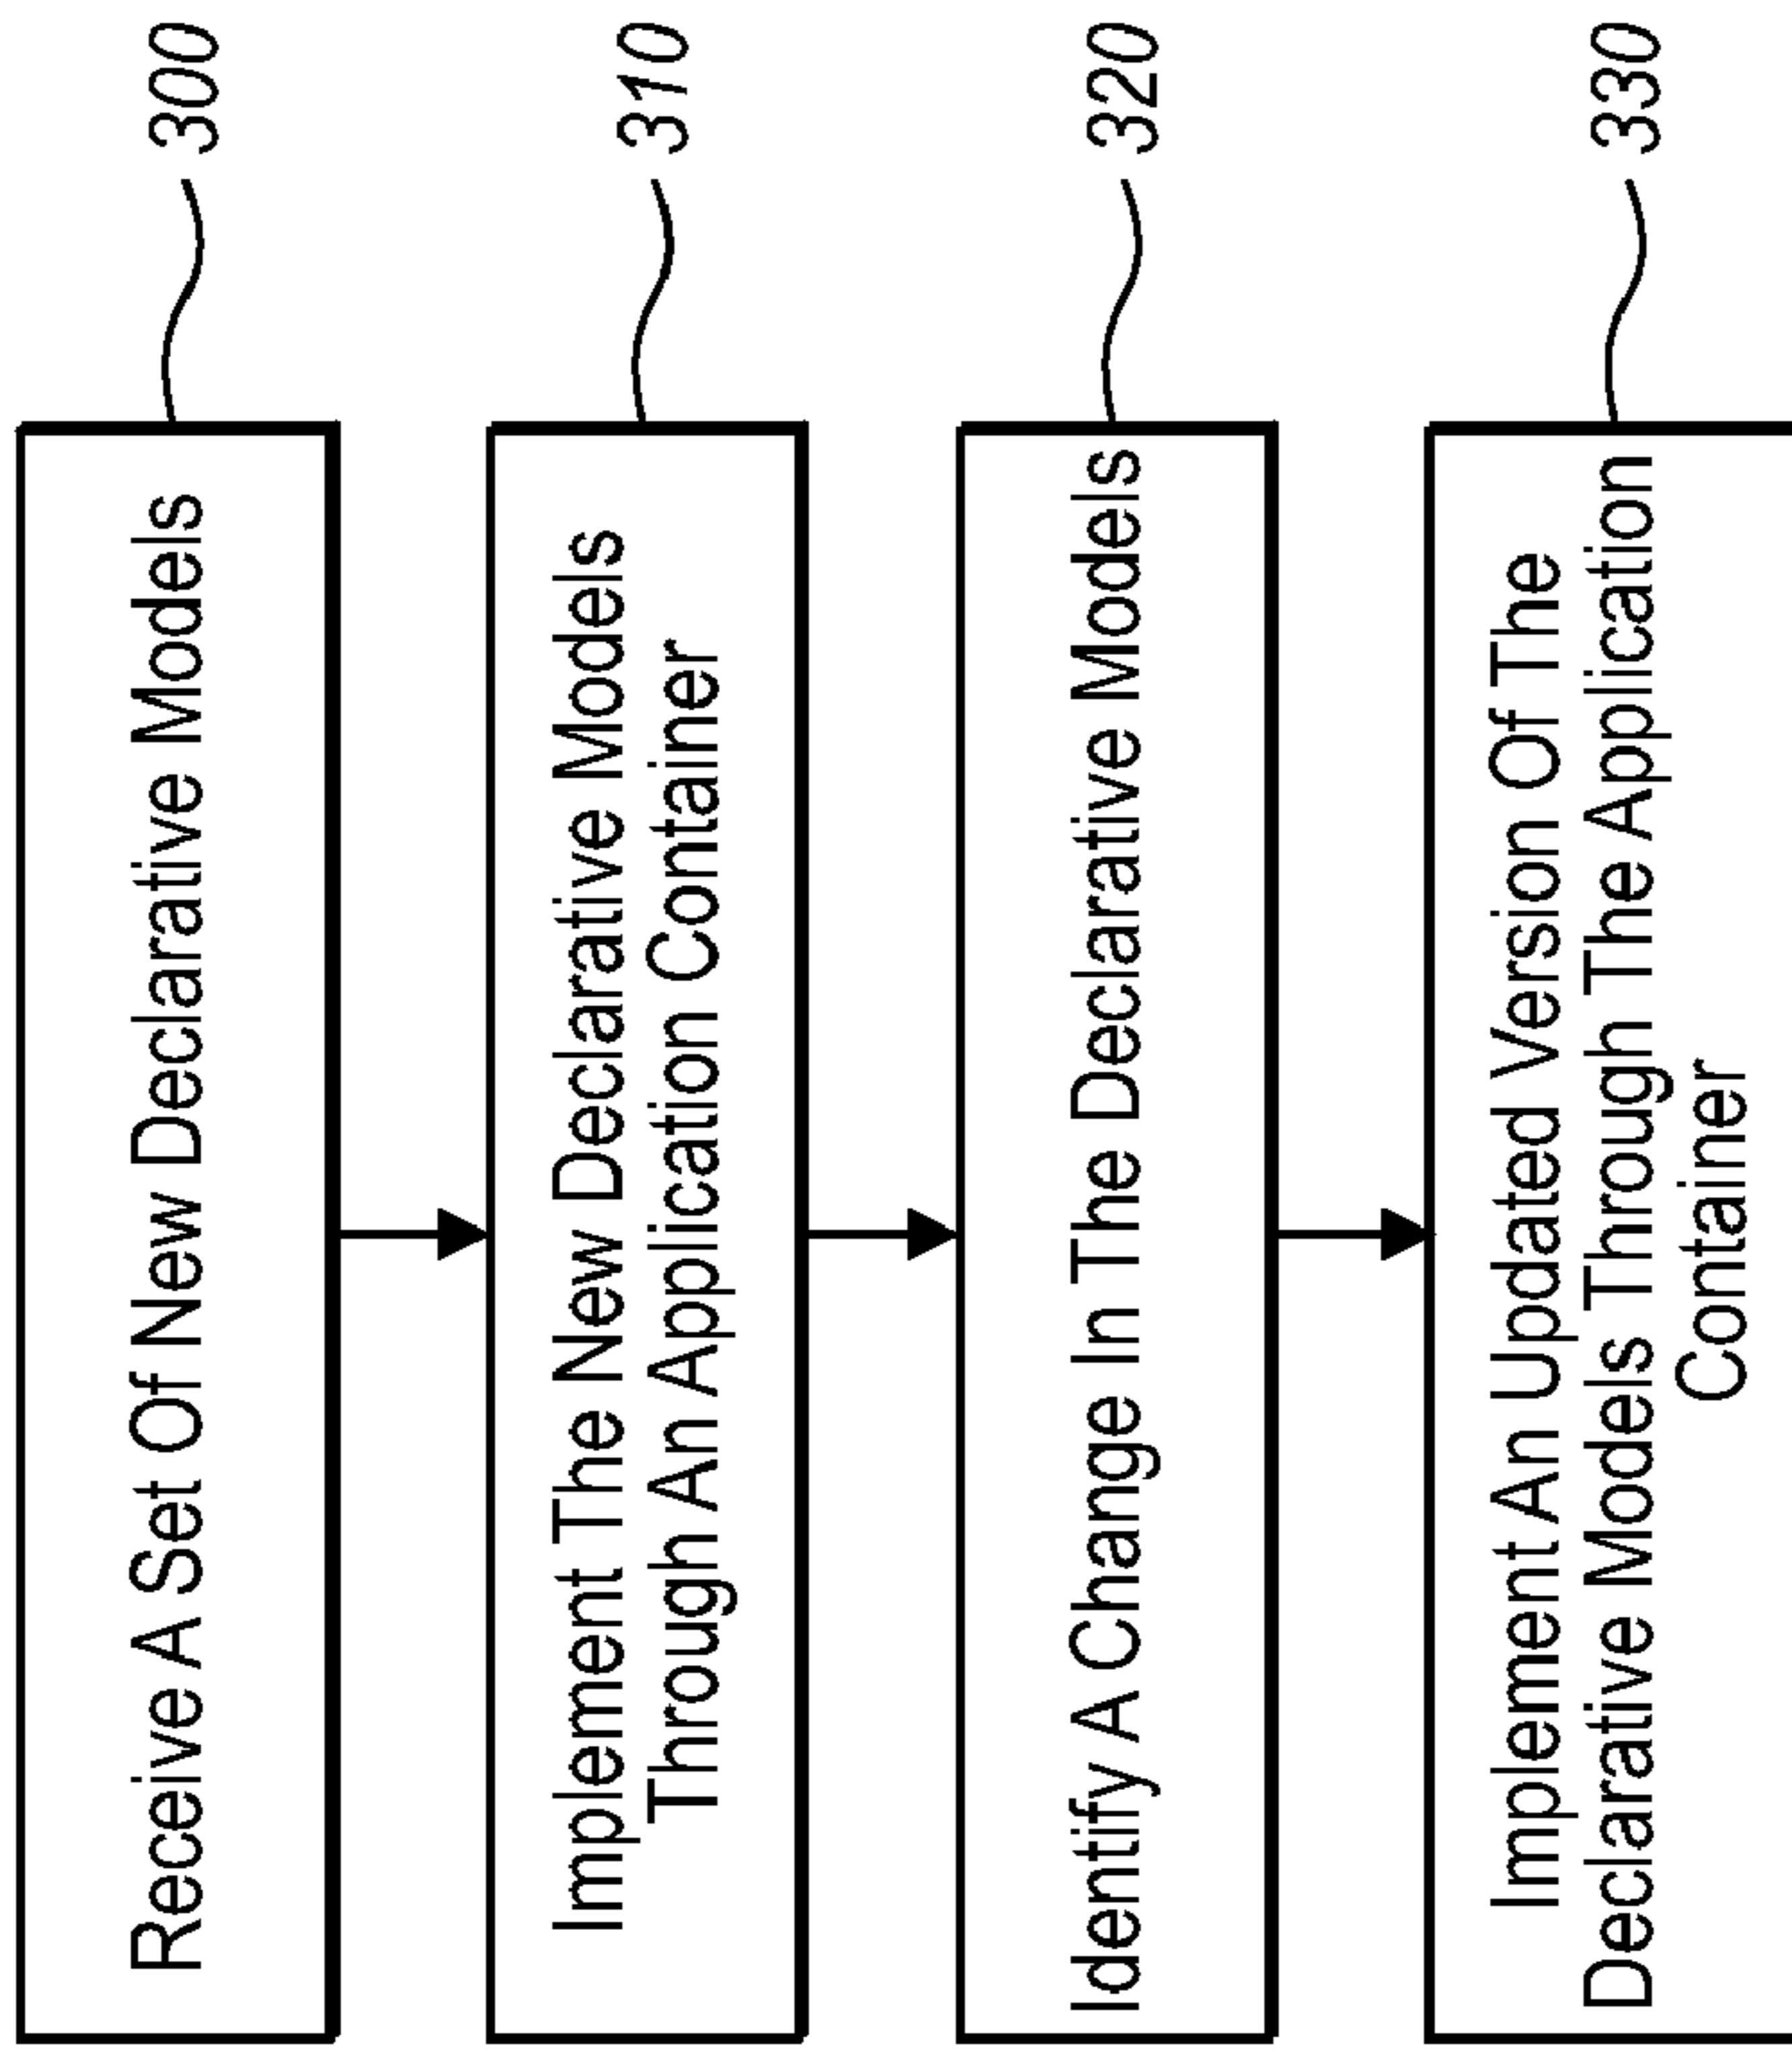 Receive A Set Of New Declarative Models
300
Implement The New Declarative Models
Through An Application Container
310
Identify A Change In The Declarative Models
320
Implement An Updated Version Of The
Declarative Models Through The Application
Container
330